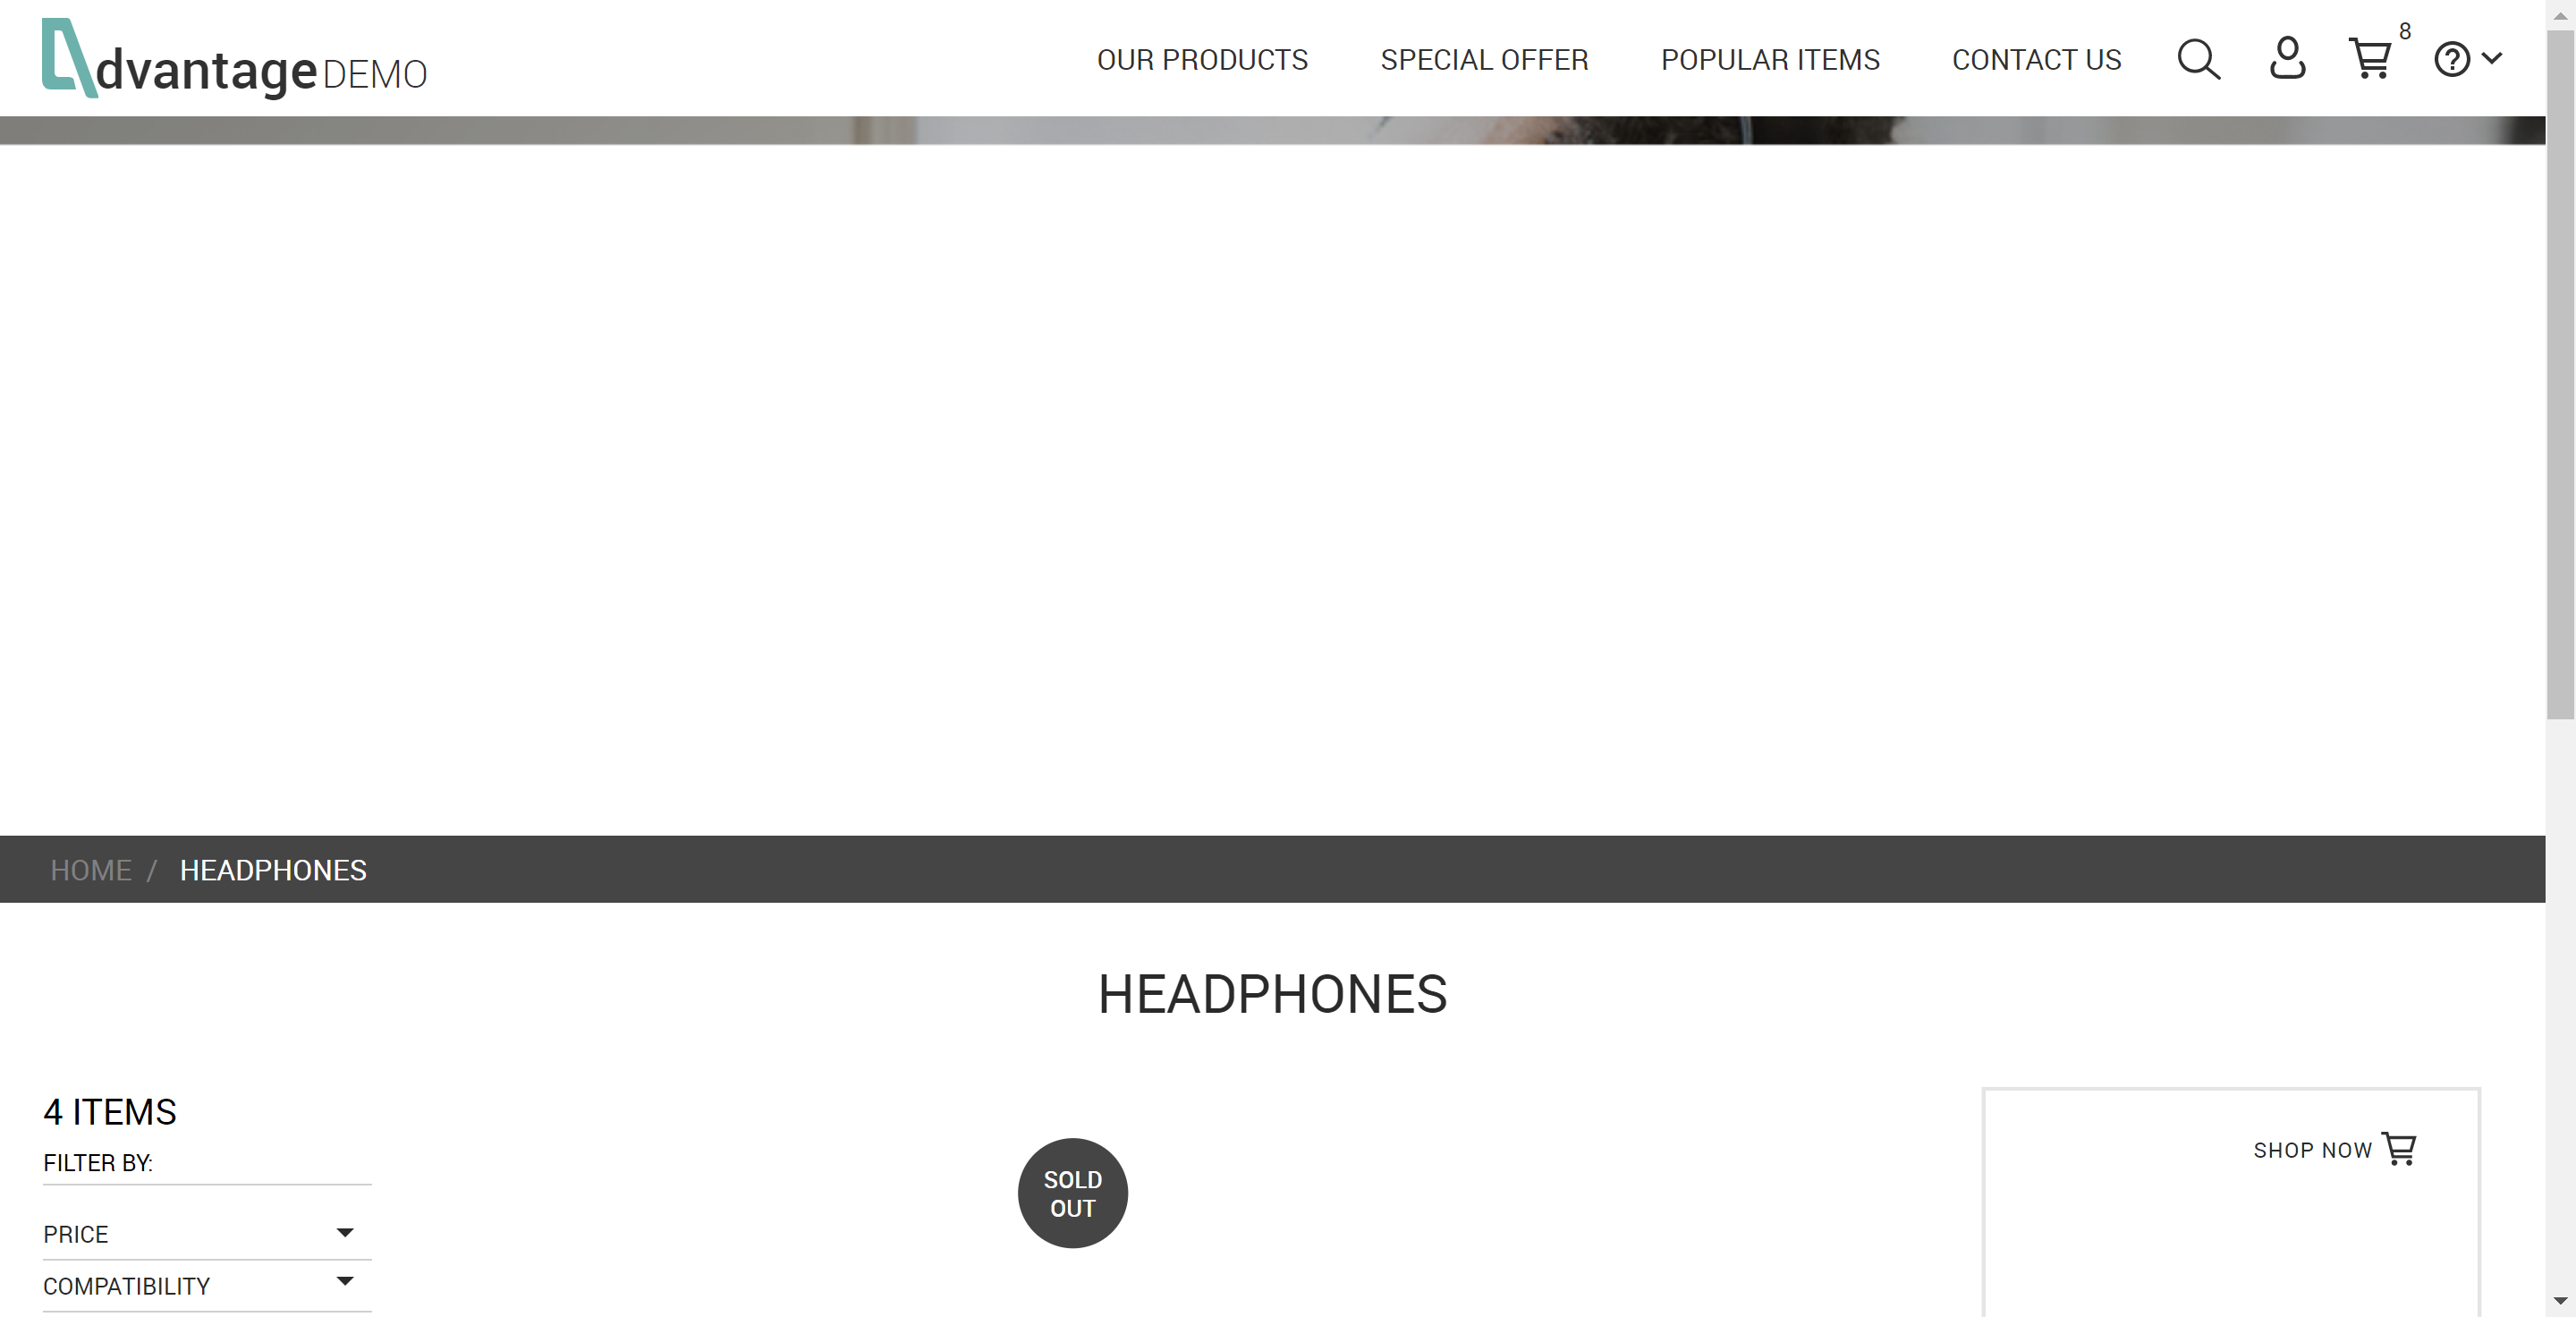 dvantage DEMO
OUR PRODUCTS SPECIAL OFFER POPULAR ITEMS CONTACT US 8
HOME / HEADPHONES
HEADPHONES
4 ITEMS
FILTER BY:
PRICE
COMPATIBILITY
SOLD
OUT
SHOP NOW